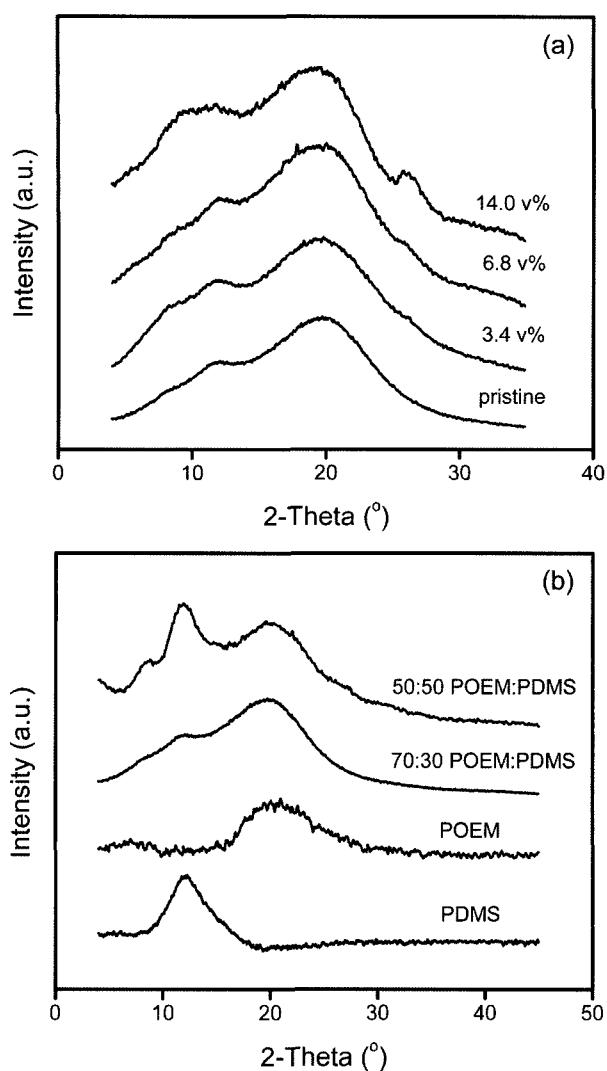 (a)
Intensity (a.u.)
14.0 v%
6.8 v%
3.4 v%
pristine
0 10 20 30 40
2-Theta (°)
(b)
Intensity (a.u.)
50:50 POEM:PDMS
70:30 POEM:PDMS
POEM
PDMS
0 10 20 30 40 50
2-Theta (°)